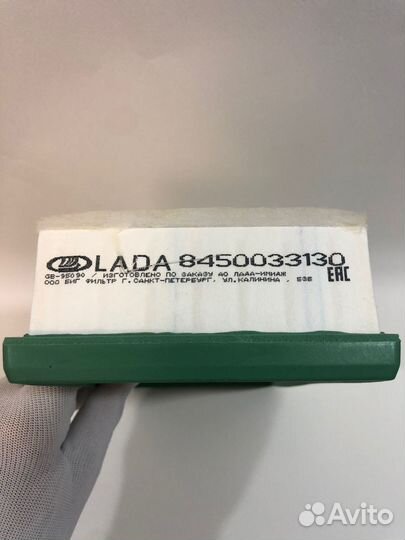 LADA 8450033130
GB-95090 / ИЗГОТОВЛЕНО ПО ЗАКАЗУ АО ЛАДА-ИМИДЖ
ООО БИГ ФИЛЬТР Г.САНКТ-ПЕТЕРБУРГ, УЛ.КАЛИНИНА ,
EAC
Avito